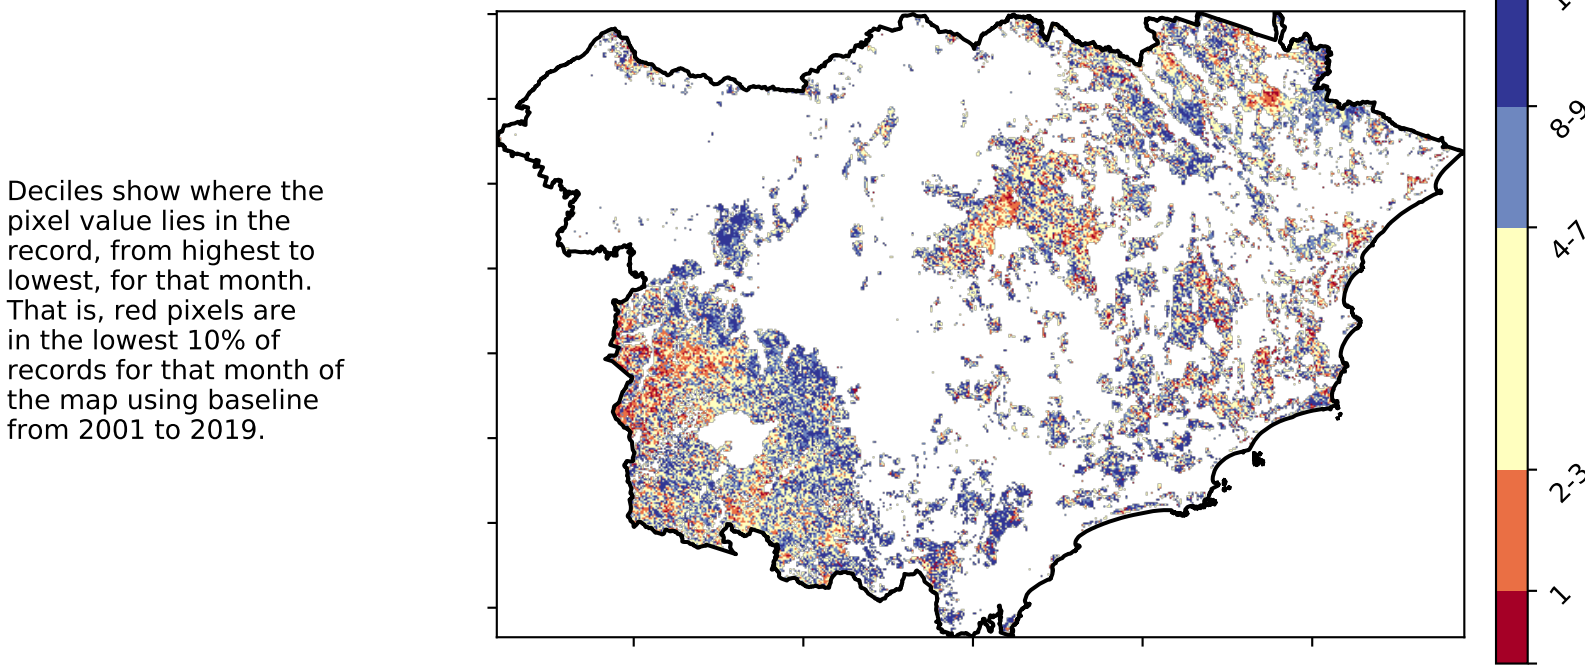 Deciles show where the
pixel value lies in the
record, from highest to
lowest, for that month.
That is, red pixels are
in the lowest 10% of
records for that month of
the map using baseline
from 2001 to 2019.
8-9
4-7
2-3
1